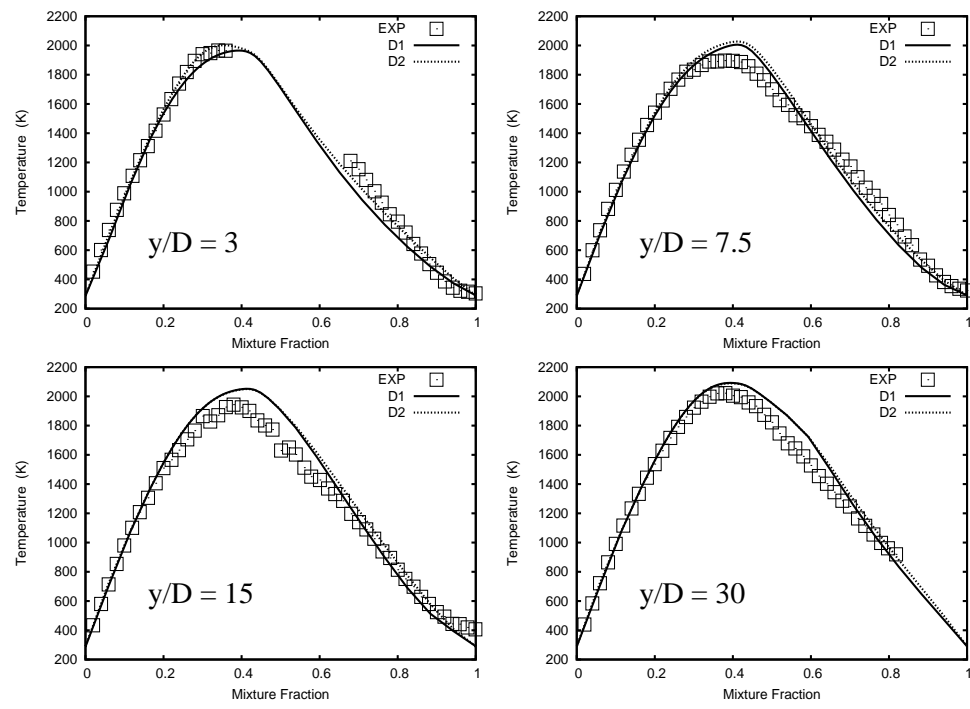 2200
2000
1800
1600
1400
1200
1000
800
600
400
200
Temperature (K)
EXP
D1
D2
y/D = 3
0 0.2 0.4 0.6 0.8 1
Mixture Fraction
2200
2000
1800
1600
1400
1200
1000
800
600
400
200
Temperature (K)
EXP
D1
D2
y/D = 7.5
0 0.2 0.4 0.6 0.8 1
Mixture Fraction
2200
2000
1800
1600
1400
1200
1000
800
600
400
200
Temperature (K)
EXP
D1
D2
y/D = 15
0 0.2 0.4 0.6 0.8 1
Mixture Fraction
2200
2000
1800
1600
1400
1200
1000
800
600
400
200
Temperature (K)
EXP
D1
D2
y/D = 30
0 0.2 0.4 0.6 0.8 1
Mixture Fraction